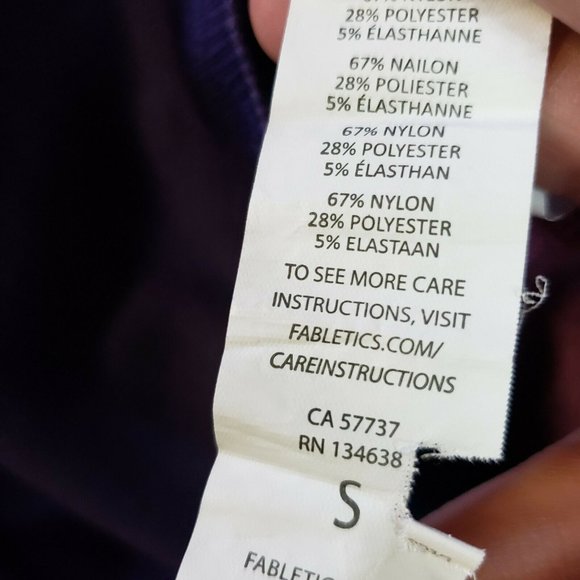 28% POLYESTER
5% ÉLASTHANNE
67% NAILON
28% POLIESTER
5% ÉLASTHANNE
67% NYLON
28% POLYESTER
5% ÉLASTHAN
67% NYLON
28% POLYESTER
5% ELASTAAN
TO SEE MORE CARE
INSTRUCTIONS, VISIT
FABLETICS.COM/
CAREINSTRUCTIONS
CA 57737
RN 134638
S